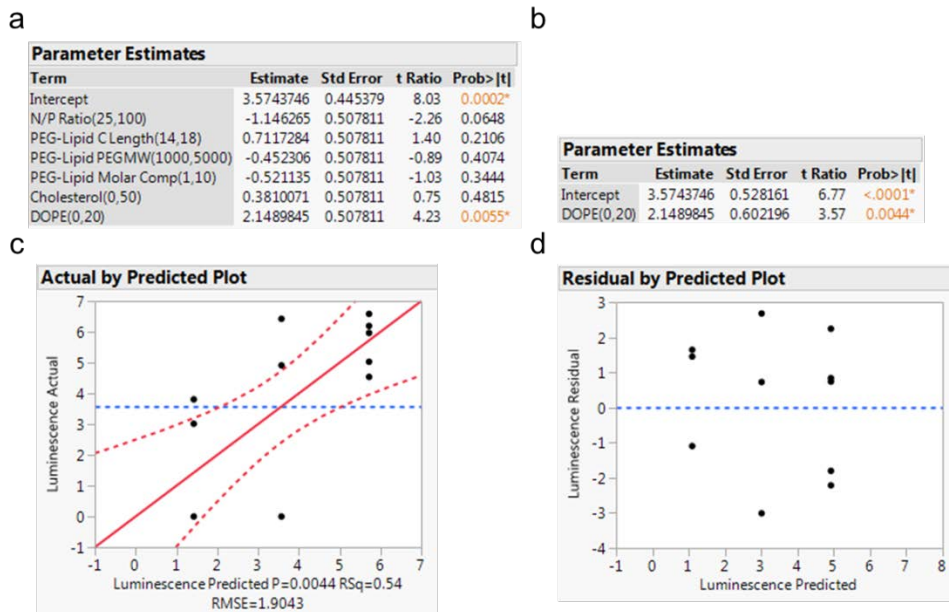 a
Parameter Estimates
Term Estimate Std Error t Ratio Prob>|t|
Intercept 3.5743746 0.445379 8.03 0.0002*
N/P Ratio(25,100) -1.146265 0.507811 -2.26 0.0648
PEG-Lipid C Length(14,18) 0.7117284 0.507811 1.40 0.2106
PEG-Lipid PEGMW(1000,5000) -0.452306 0.507811 -0.89 0.4074
PEG-Lipid Molar Comp(1,10) -0.521135 0.507811 -1.03 0.3444
Cholesterol(0,50) 0.3810071 0.507811 0.75 0.4815
DOPE(0,20) 2.1489845 0.507811 4.23 0.0055*
b
Parameter Estimates
Term Estimate Std Error t Ratio Prob>|t|
Intercept 3.5743746 0.528161 6.77 <.0001*
DOPE(0,20) 2.1489845 0.602196 3.57 0.0044*
c
Actual by Predicted Plot
Luminescence Actual
7
6
5
4
3
2
1
0
-1
-1 0 1 2 3 4 5 6 7
Luminescence Predicted P=0.0044 RSq=0.54
RMSE=1.9043
d
Residual by Predicted Plot
Luminescence Residual
3
2
1
0
-1
-2
-3
-4
-1 0 1 2 3 4 5 6 7 8
Luminescence Predicted